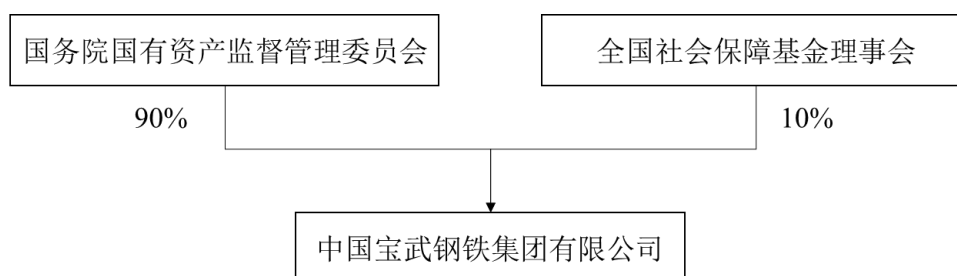 国务院国有资产监督管理委员会
全国社会保障基金理事会
90%
10%
中国宝武钢铁集团有限公司